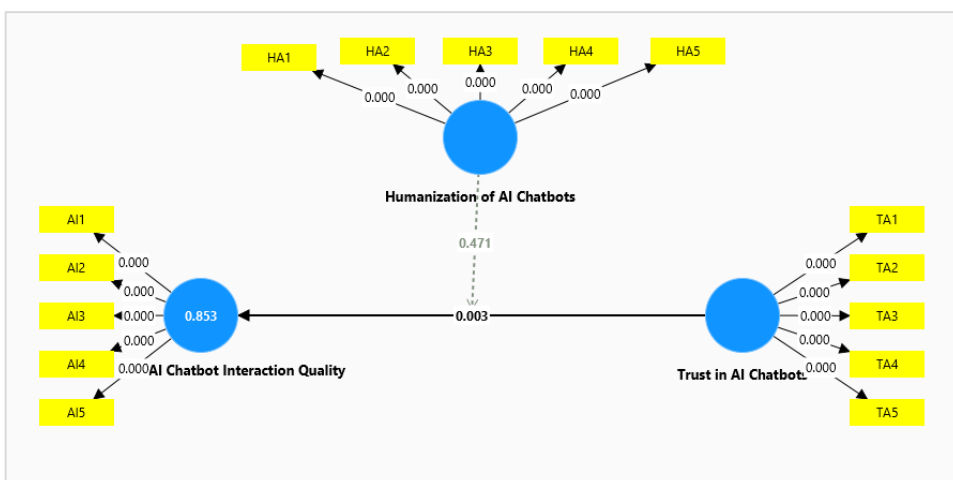 HA1
HA2
HA3
HA4
HA5
0.000
0.000
0.000
0.000
0.000
Humanization of AI Chatbots
0.471
AI1
AI2
AI3
AI4
AI5
0.000
0.000
0.000
0.000
0.000
0.853
AI Chatbot Interaction Quality
0.003
TA1
TA2
TA3
TA4
TA5
0.000
0.000
0.000
0.000
0.000
Trust in AI Chatbots